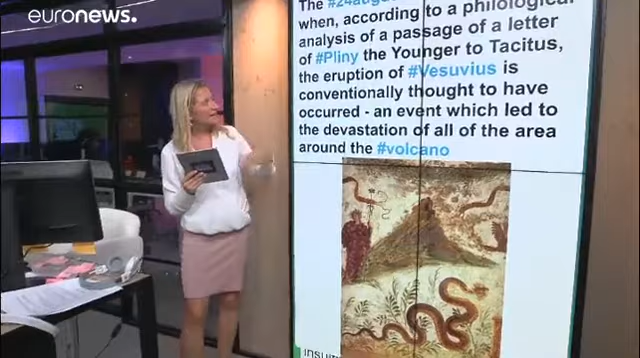 euronews.
The #24august
when, according to a philological
analysis of a passage of a letter
of #Pliny the Younger to Tacitus,
the eruption of #Vesuvius is
conventionally thought to have
occurred - an event which led to
the devastation of all of the area
around the #volcano